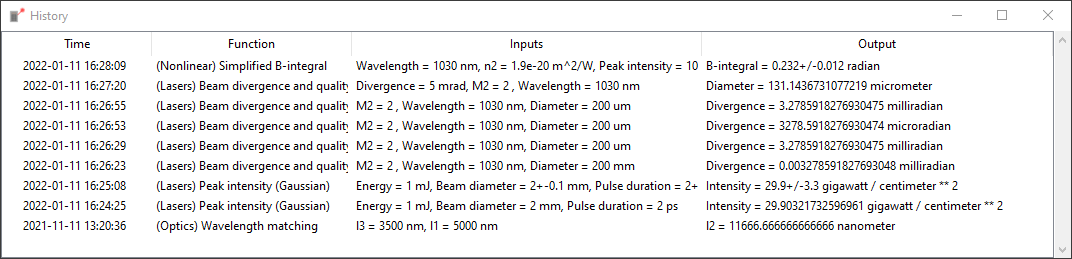 History
Time Function Inputs Output
2022-01-11 16:28:09 (Nonlinear) Simplified B-integral Wavelength = 1030 nm, n2 = 1.9e-20 m^2/W, Peak intensity = 10 B-integral = 0.232+/-0.012 radian
2022-01-11 16:27:20 (Lasers) Beam divergence and quality Divergence = 5 mrad, M2 = 2 , Wavelength = 1030 nm Diameter = 131.1436731077219 micrometer
2022-01-11 16:26:55 (Lasers) Beam divergence and quality M2 = 2 , Wavelength = 1030 nm, Diameter = 200 um Divergence = 3.2785918276930475 milliradian
2022-01-11 16:26:53 (Lasers) Beam divergence and quality M2 = 2 , Wavelength = 1030 nm, Diameter = 200 um Divergence = 3278.5918276930474 microradian
2022-01-11 16:26:29 (Lasers) Beam divergence and quality M2 = 2 , Wavelength = 1030 nm, Diameter = 200 um Divergence = 3.2785918276930475 milliradian
2022-01-11 16:26:23 (Lasers) Beam divergence and quality M2 = 2 , Wavelength = 1030 nm, Diameter = 200 mm Divergence = 0.003278591827693048 milliradian
2022-01-11 16:25:08 (Lasers) Peak intensity (Gaussian) Energy = 1 mJ, Beam diameter = 2+-0.1 mm, Pulse duration = 2+ Intensity = 29.9+/-3.3 gigawatt / centimeter ** 2
2022-01-11 16:24:25 (Lasers) Peak intensity (Gaussian) Energy = 1 mJ, Beam diameter = 2 mm, Pulse duration = 2 ps Intensity = 29.90321732596961 gigawatt / centimeter ** 2
2021-11-11 13:20:36 (Optics) Wavelength matching l3 = 3500 nm, l1 = 5000 nm l2 = 11666.666666666666 nanometer